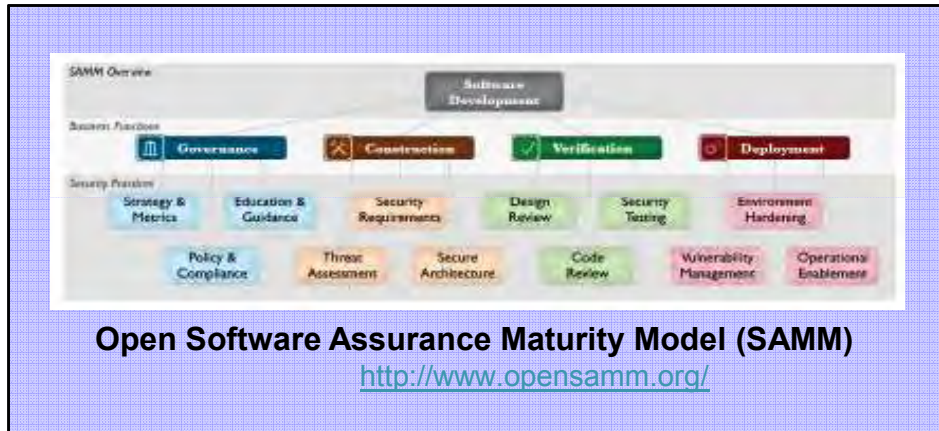 SAMM Overview
Software
Development
Business Functions
Governance
Construction
Verification
Deployment
Security Practices
Strategy &
Metrics
Education &
Guidance
Security
Requirements
Design
Review
Security
Testing
Environment
Hardening
Policy &
Compliance
Threat
Assessment
Secure
Architecture
Code
Review
Vulnerability
Management
Operational
Enablement
Open Software Assurance Maturity Model (SAMM)
http://www.opensamm.org/